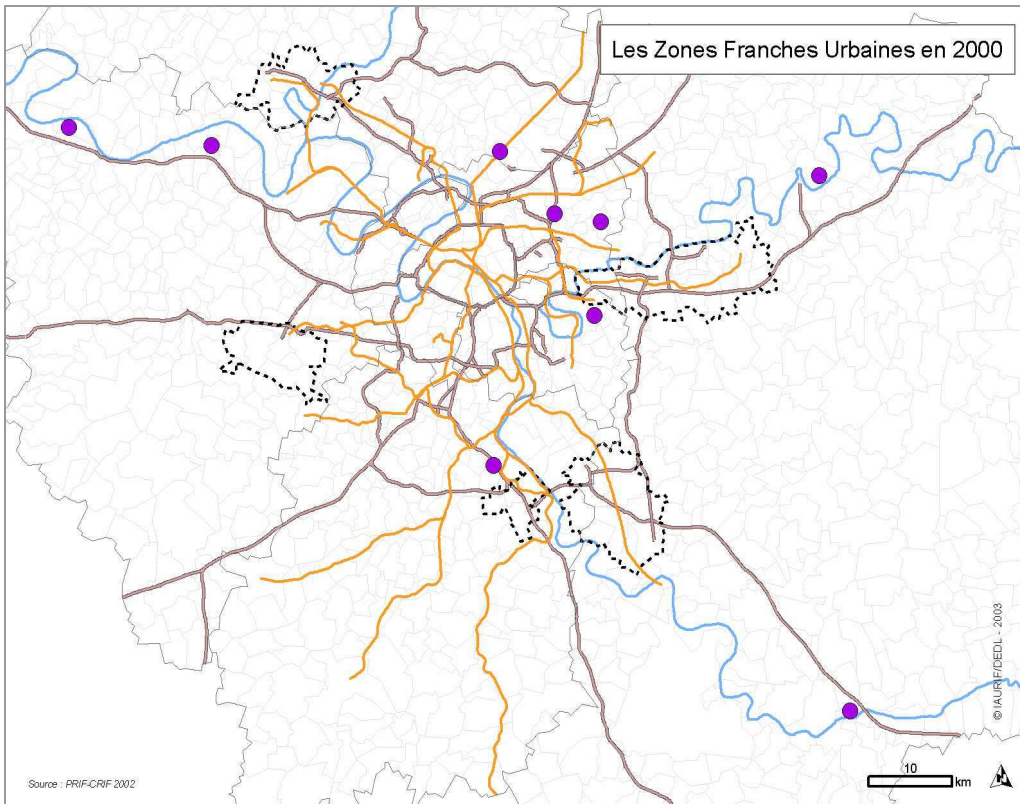 Les Zones Franches Urbaines en 2000
© IAURIF/DEDL - 2003
10
km
Source : PRIF-CRIF 2002